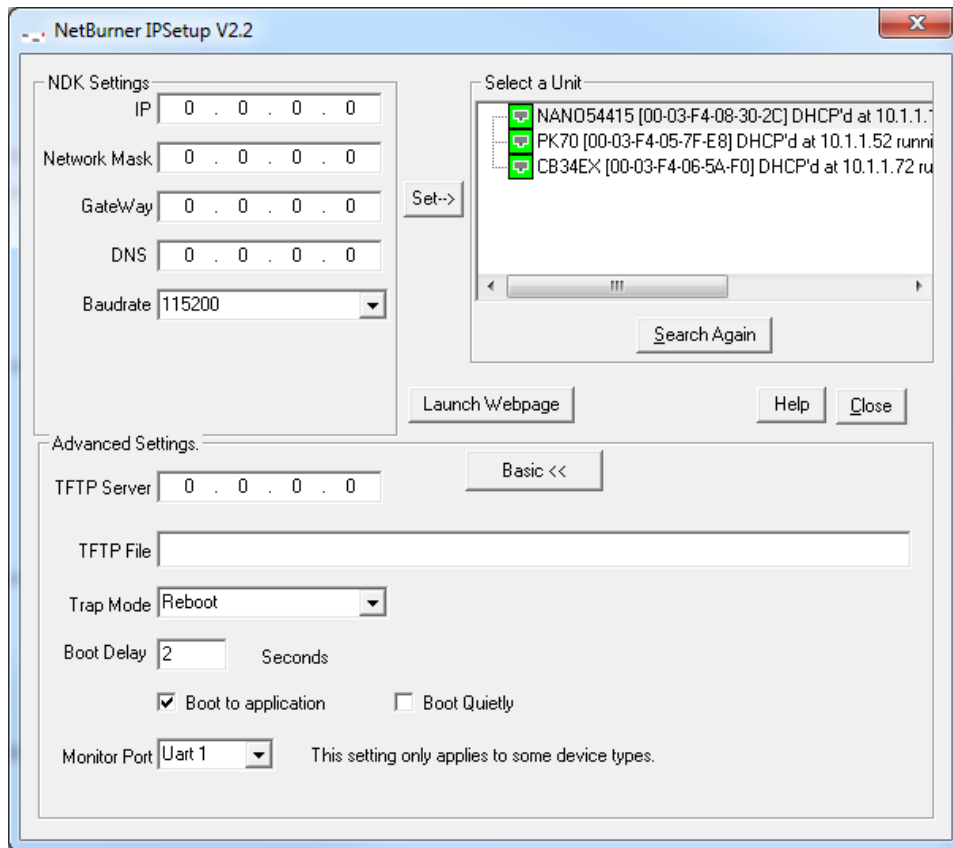 NetBurner IPSetup V2.2
NDK Settings
IP 0 . 0 . 0 . 0
Network Mask 0 . 0 . 0 . 0
GateWay 0 . 0 . 0 . 0
DNS 0 . 0 . 0 . 0
Baudrate 115200
Set-->
Select a Unit
NANO54415 [00-03-F4-08-30-2C] DHCP'd at 10.1.1.
PK70 [00-03-F4-05-7F-E8] DHCP'd at 10.1.1.52 runni
CB34EX [00-03-F4-06-5A-F0] DHCP'd at 10.1.1.72 ru
Search Again
Launch Webpage
Help
Close
Advanced Settings.
Basic <<
TFTP Server 0 . 0 . 0 . 0
TFTP File
Trap Mode Reboot
Boot Delay 2 Seconds
Boot to application
Boot Quietly
Monitor Port Uart 1 This setting only applies to some device types.